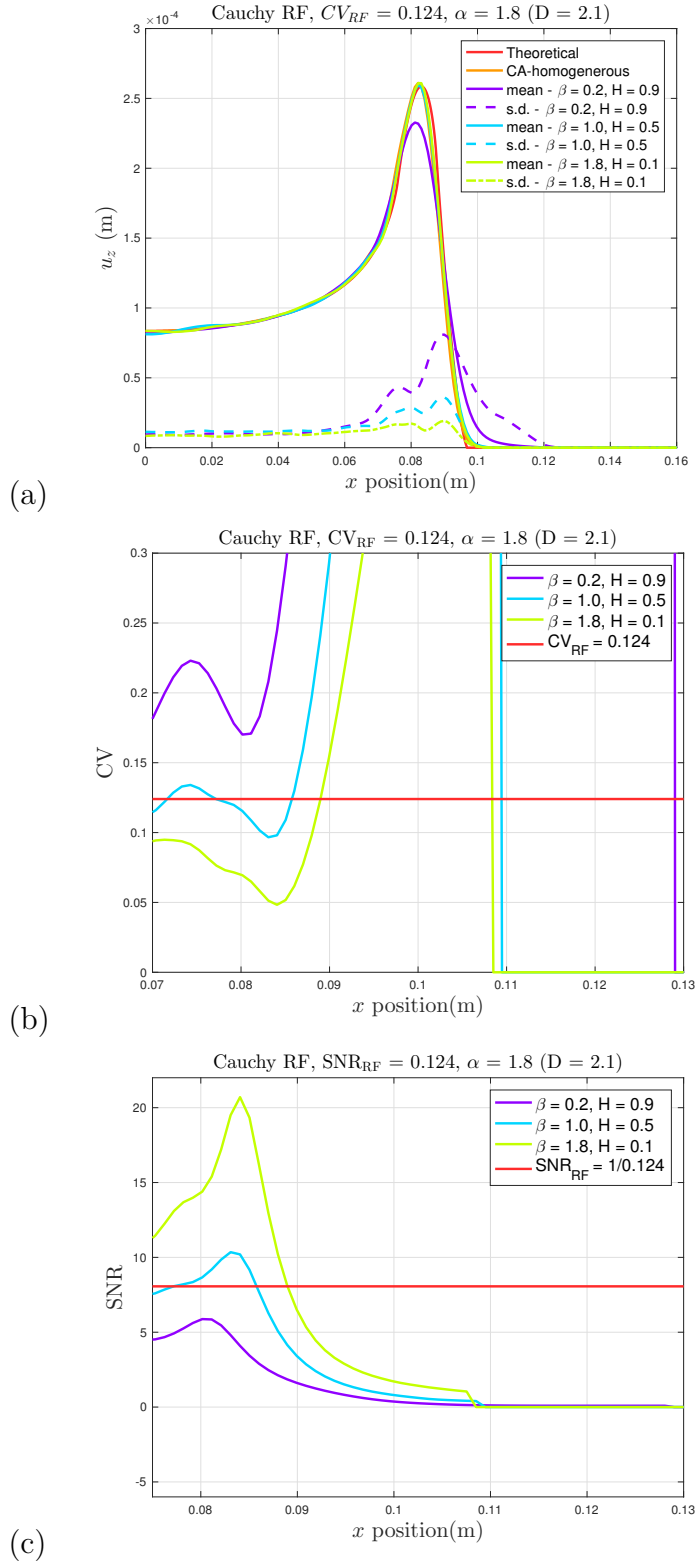 Cauchy RF, CV_RF = 0.124, α = 1.8 (D = 2.1)
×10^-4
3
2.5
2
1.5
1
0.5
0
u_z (m)
Theoretical
CA-homogenerous
mean - β = 0.2, H = 0.9
s.d. - β = 0.2, H = 0.9
mean - β = 1.0, H = 0.5
s.d. - β = 1.0, H = 0.5
mean - β = 1.8, H = 0.1
s.d. - β = 1.8, H = 0.1
0 0.02 0.04 0.06 0.08 0.1 0.12 0.14 0.16
x position(m)
(a)
Cauchy RF, CV_RF = 0.124, α = 1.8 (D = 2.1)
0.3
0.25
0.2
0.15
0.1
0.05
0
CV
β = 0.2, H = 0.9
β = 1.0, H = 0.5
β = 1.8, H = 0.1
CV_RF = 0.124
0.07 0.08 0.09 0.1 0.11 0.12 0.13
x position(m)
(b)
Cauchy RF, SNR_RF = 0.124, α = 1.8 (D = 2.1)
20
15
10
5
0
-5
SNR
β = 0.2, H = 0.9
β = 1.0, H = 0.5
β = 1.8, H = 0.1
SNR_RF = 1/0.124
0.08 0.09 0.1 0.11 0.12 0.13
x position(m)
(c)